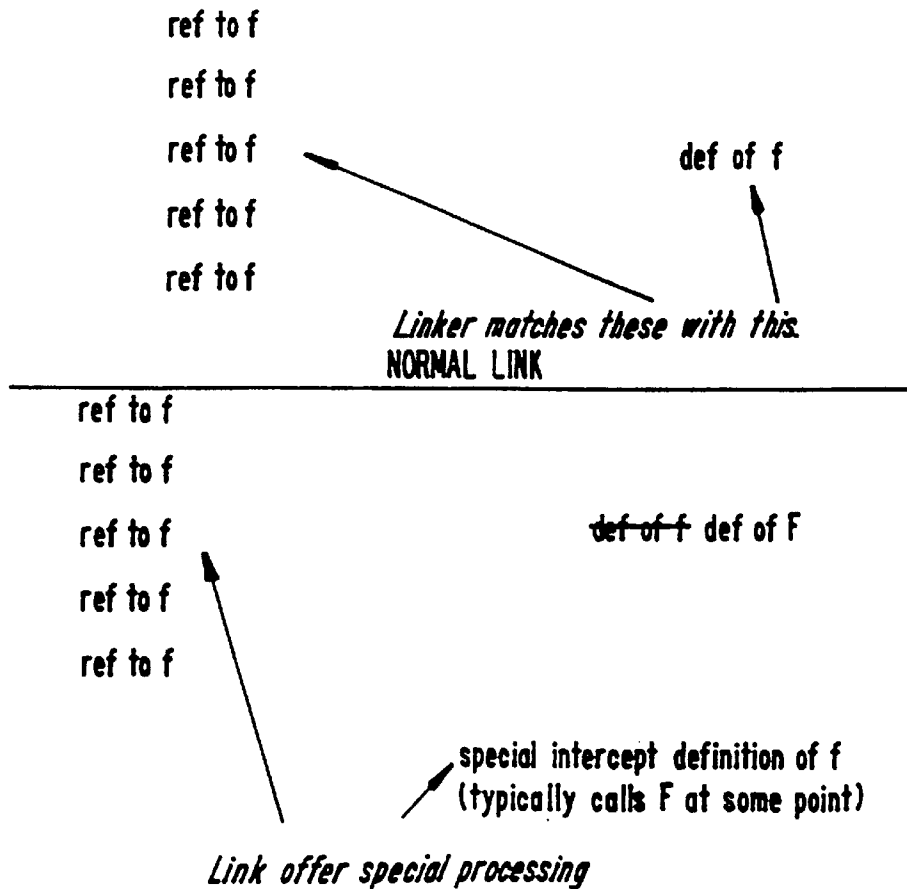 ref to f
ref to f
ref to f
def of f
ref to f
ref to f
Linker matches these with this.
NORMAL LINK
ref to f
ref to f
ref to f
def of f def of F
ref to f
ref to f
special intercept definition of f
(typically calls F at some point)
Link offer special processing